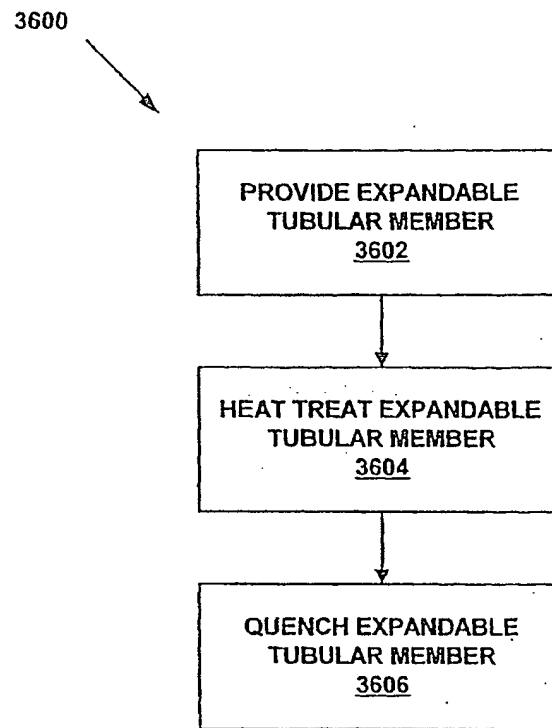 3600
PROVIDE EXPANDABLE
TUBULAR MEMBER
3602
HEAT TREAT EXPANDABLE
TUBULAR MEMBER
3604
QUENCH EXPANDABLE
TUBULAR MEMBER
3606